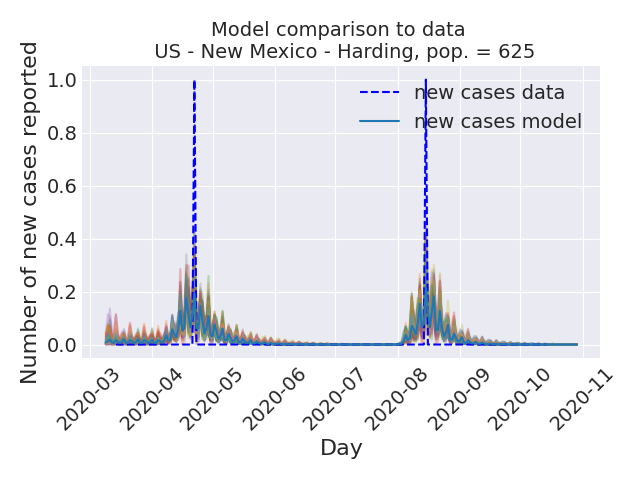 Model comparison to data
US - New Mexico - Harding, pop. = 625
Number of new cases reported
1.0
0.8
0.6
0.4
0.2
0.0
new cases data
new cases model
2020-03
2020-04
2020-05
2020-06
2020-07
2020-08
2020-09
2020-10
2020-11
Day